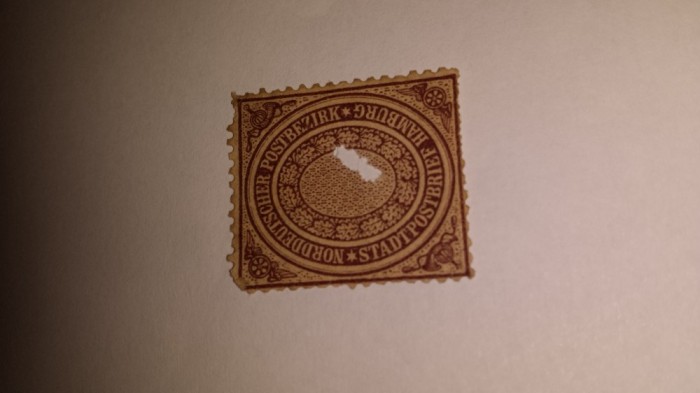 NORDDEUTSCHER POSTBEZIRK
STADTPOSTBRIEF HAMBURG